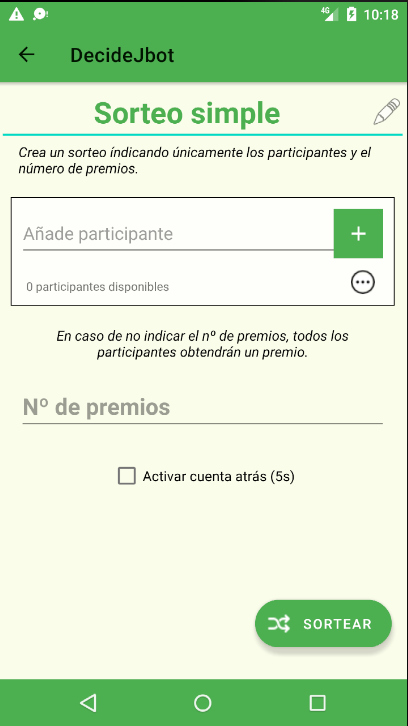 4G 10:18
DecideJbot
Sorteo simple
Crea un sorteo índicando únicamente los participantes y el
número de premios.
Añade participante
0 participantes disponibles
En caso de no indicar el nº de premios, todos los
participantes obtendrán un premio.
Nº de premios
Activar cuenta atrás (5s)
SORTEAR